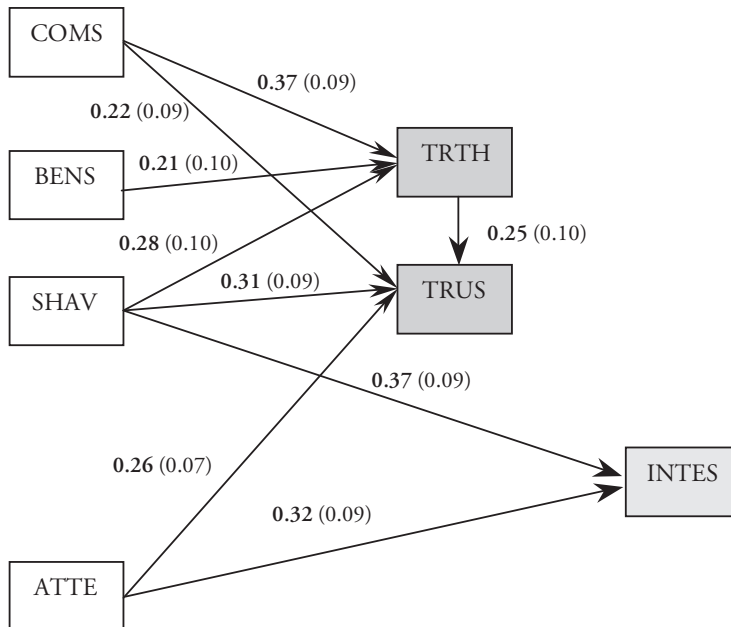 COMS
0.37 (0.09)
0.22 (0.09)
TRTH
BENS
0.21 (0.10)
0.28 (0.10)
0.25 (0.10)
SHAV
0.31 (0.09)
TRUS
0.37 (0.09)
0.26 (0.07)
INTES
0.32 (0.09)
ATTE